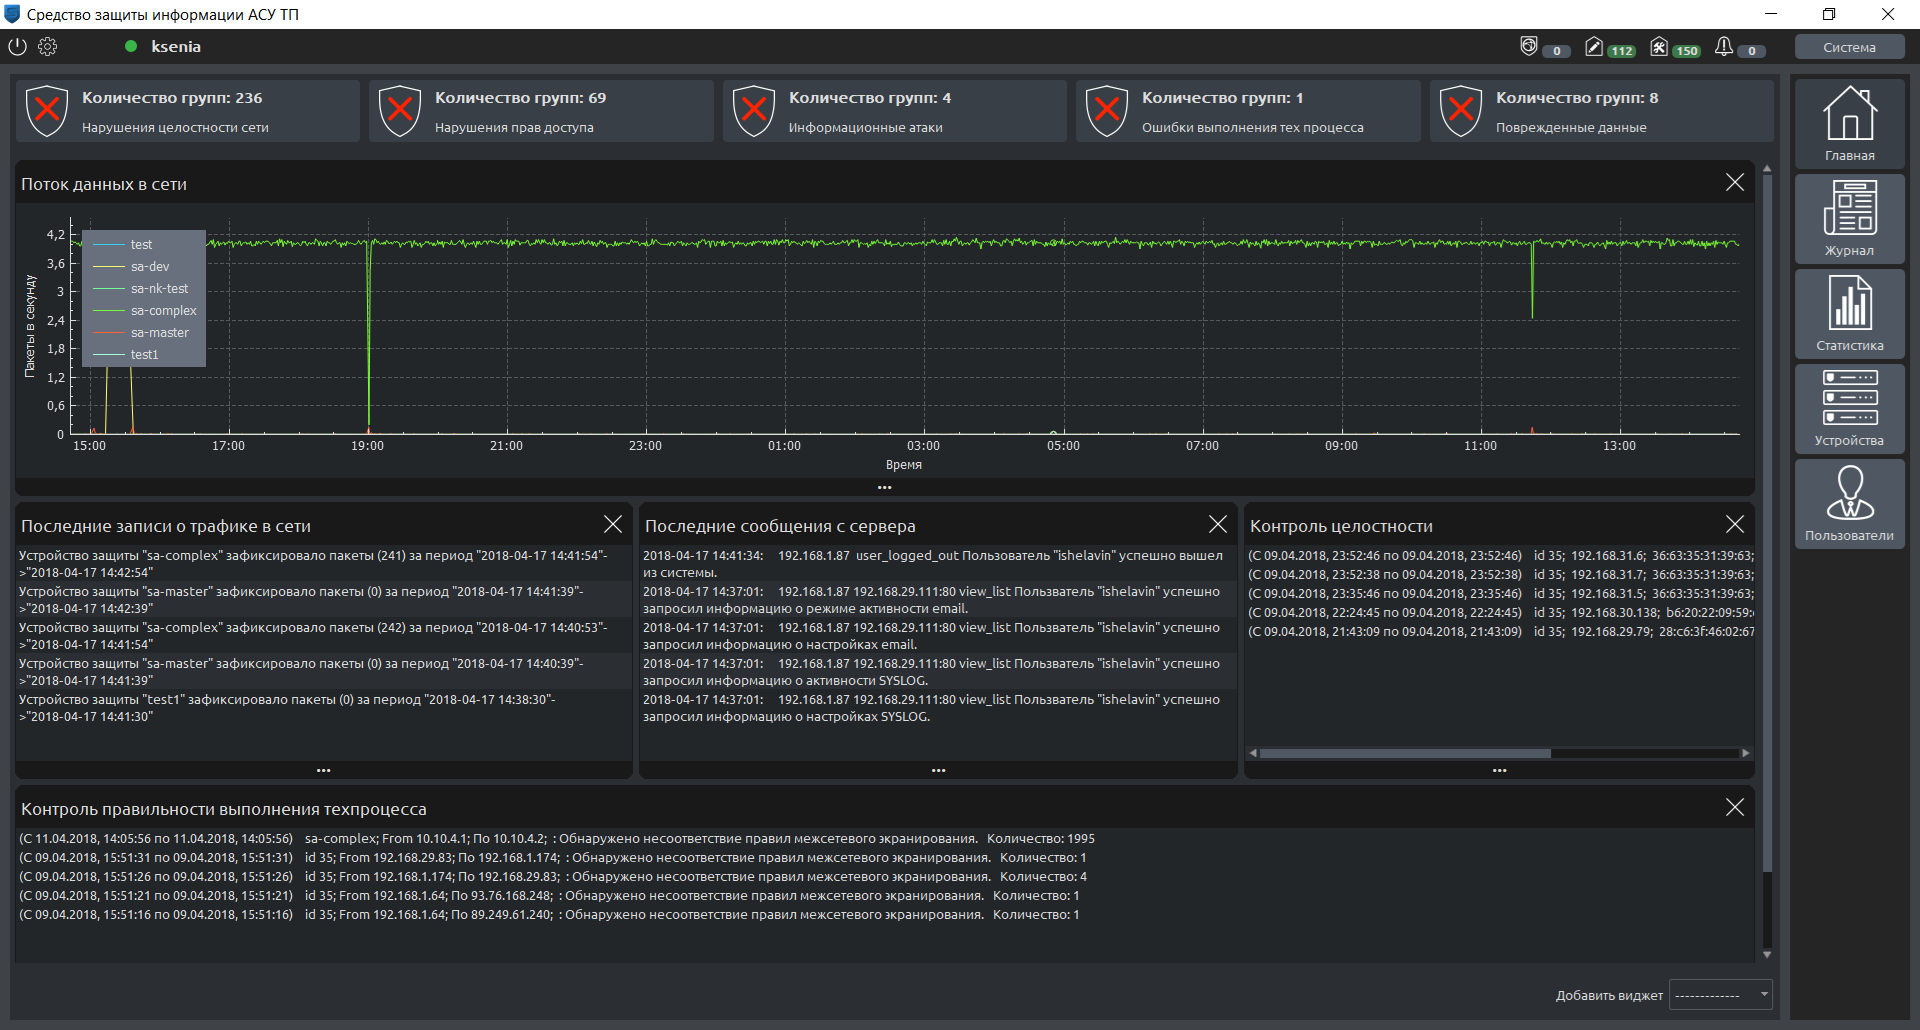 Средство защиты информации АСУ ТП
ksenia
0
112
150
0
Система
Количество групп: 236
Нарушения целостности сети
Количество групп: 69
Нарушения прав доступа
Количество групп: 4
Информационные атаки
Количество групп: 1
Ошибки выполнения тех процесса
Количество групп: 8
Поврежденные данные
Главная
Журнал
Статистика
Устройства
Пользователи
Поток данных в сети
Пакеты в секунду
4,2
3,6
3
2,4
1,8
1,2
0,6
0
test
sa-dev
sa-nk-test
sa-complex
sa-master
test1
15:00 17:00 19:00 21:00 23:00 01:00 03:00 05:00 07:00 09:00 11:00 13:00
Время
•••
Последние записи о трафике в сети
Устройство защиты "sa-complex" зафиксировало пакеты (241) за период "2018-04-17 14:41:54"-
>"2018-04-17 14:42:54"
Устройство защиты "sa-master" зафиксировало пакеты (0) за период "2018-04-17 14:41:39"-
>"2018-04-17 14:42:39"
Устройство защиты "sa-complex" зафиксировало пакеты (242) за период "2018-04-17 14:40:53"-
>"2018-04-17 14:41:54"
Устройство защиты "sa-master" зафиксировало пакеты (0) за период "2018-04-17 14:40:39"-
>"2018-04-17 14:41:39"
Устройство защиты "test1" зафиксировало пакеты (0) за период "2018-04-17 14:38:30"-
>"2018-04-17 14:41:30"
•••
Последние сообщения с сервера
2018-04-17 14:41:34: 192.168.1.87 user_logged_out Пользователь "ishelavin" успешно вышел
из системы.
2018-04-17 14:37:01: 192.168.1.87 192.168.29.111:80 view_list Пользватель "ishelavin" успешно
запросил информацию о режиме активности email.
2018-04-17 14:37:01: 192.168.1.87 192.168.29.111:80 view_list Пользватель "ishelavin" успешно
запросил информацию о настройках email.
2018-04-17 14:37:01: 192.168.1.87 192.168.29.111:80 view_list Пользватель "ishelavin" успешно
запросил информацию о активности SYSLOG.
2018-04-17 14:37:01: 192.168.1.87 192.168.29.111:80 view_list Пользватель "ishelavin" успешно
запросил информацию о настройках SYSLOG.
•••
Контроль целостности
(С 09.04.2018, 23:52:46 по 09.04.2018, 23:52:46) id 35; 192.168.31.6; 36:63:35:31:39:63;
(С 09.04.2018, 23:52:38 по 09.04.2018, 23:52:38) id 35; 192.168.31.7; 36:63:35:31:39:63;
(С 09.04.2018, 23:35:46 по 09.04.2018, 23:35:46) id 35; 192.168.31.5; 36:63:35:31:39:63;
(С 09.04.2018, 22:24:45 по 09.04.2018, 22:24:45) id 35; 192.168.30.138; b6:20:22:09:59:
(С 09.04.2018, 21:43:09 по 09.04.2018, 21:43:09) id 35; 192.168.29.79; 28:c6:3f:46:02:67
•••
Контроль правильности выполнения техпроцесса
(С 11.04.2018, 14:05:56 по 11.04.2018, 14:05:56) sa-complex; From 10.10.4.1; По 10.10.4.2; : Обнаружено несоответствие правил межсетевого экранирования. Количество: 1995
(С 09.04.2018, 15:51:31 по 09.04.2018, 15:51:31) id 35; From 192.168.29.83; По 192.168.1.174; : Обнаружено несоответствие правил межсетевого экранирования. Количество: 1
(С 09.04.2018, 15:51:26 по 09.04.2018, 15:51:26) id 35; From 192.168.1.174; По 192.168.29.83; : Обнаружено несоответствие правил межсетевого экранирования. Количество: 4
(С 09.04.2018, 15:51:21 по 09.04.2018, 15:51:21) id 35; From 192.168.1.64; По 93.76.168.248; : Обнаружено несоответствие правил межсетевого экранирования. Количество: 1
(С 09.04.2018, 15:51:16 по 09.04.2018, 15:51:16) id 35; From 192.168.1.64; По 89.249.61.240; : Обнаружено несоответствие правил межсетевого экранирования. Количество: 1
Добавить виджет -------------